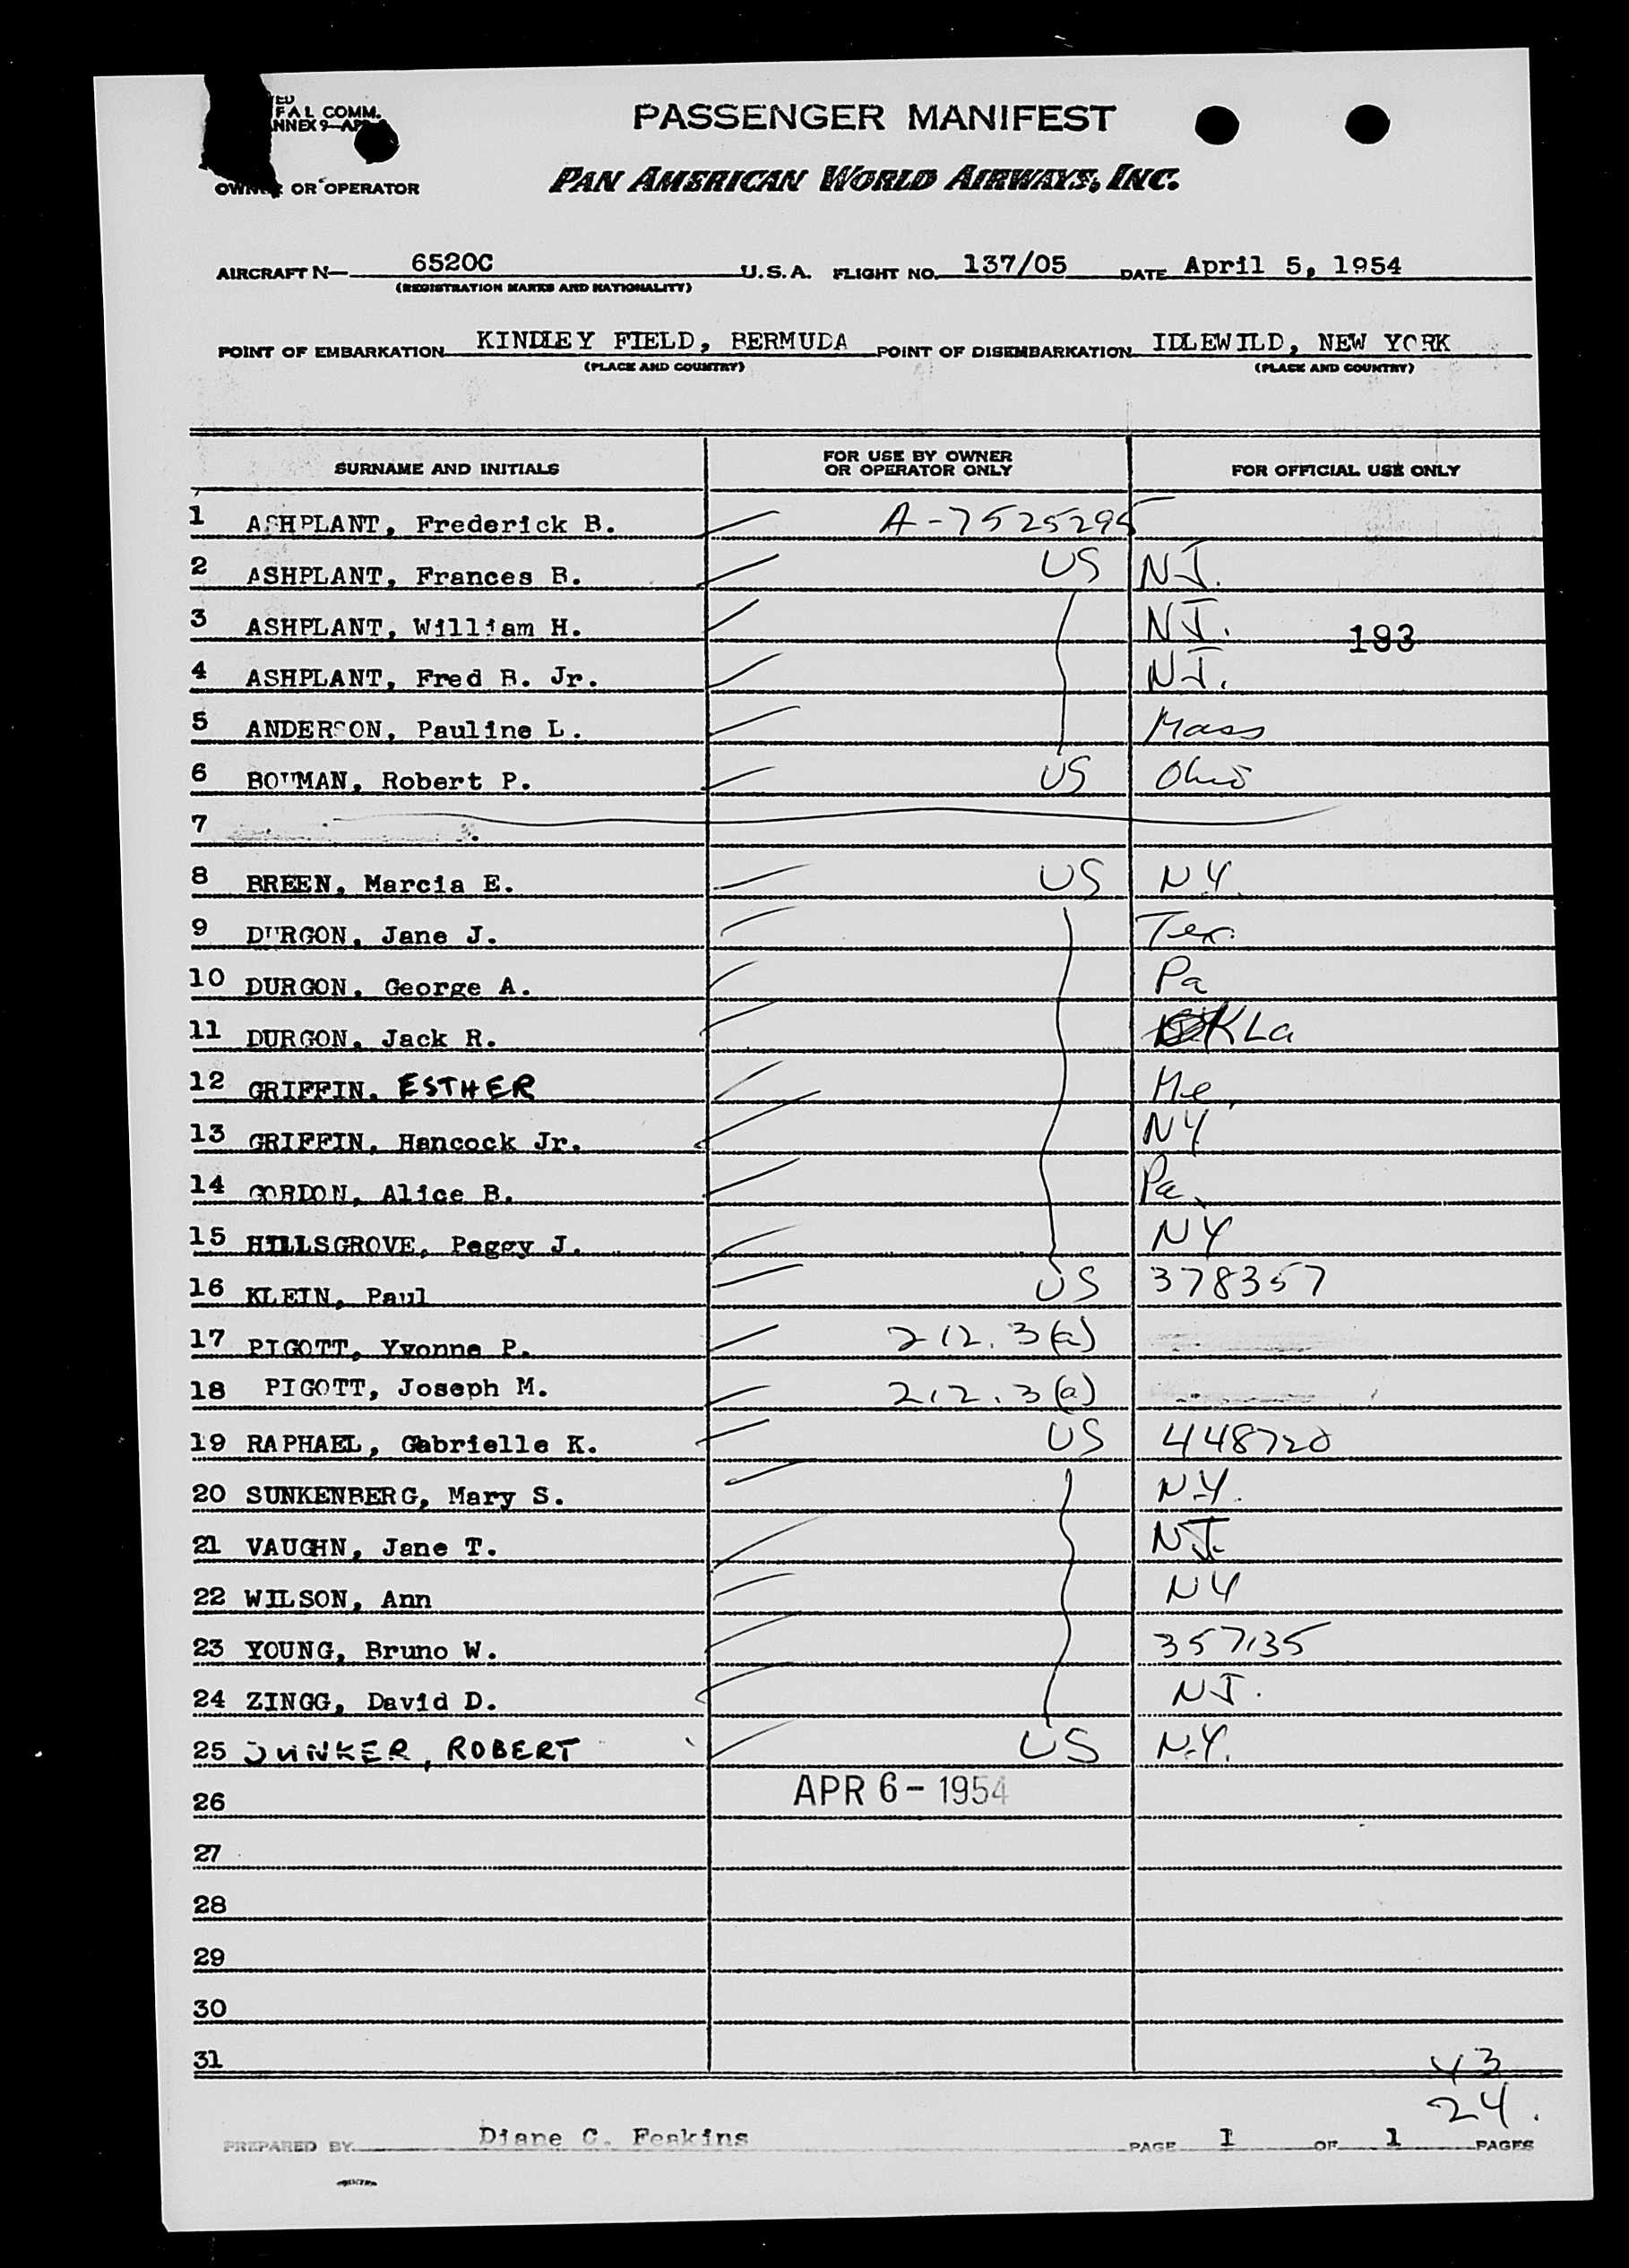 FAL COMM.
ANNEX 9—AP
PASSENGER MANIFEST
OWNER OR OPERATOR
PAN AMERICAN WORLD AIRWAYS, INC.
AIRCRAFT N— 6520C U.S.A. FLIGHT NO. 137/05 DATE April 5, 1954
(REGISTRATION MARKS AND NATIONALITY)
POINT OF EMBARKATION KINDLEY FIELD, BERMUDA POINT OF DISEMBARKATION IDLEWILD, NEW YORK
(PLACE AND COUNTRY) (PLACE AND COUNTRY)
SURNAME AND INITIALS FOR USE BY OWNER OR OPERATOR ONLY FOR OFFICIAL USE ONLY
1 ASHPLANT, Frederick B. A-7525295
2 ASHPLANT, Frances B. US NJ.
3 ASHPLANT, William H. NJ. 193
4 ASHPLANT, Fred B. Jr. NJ.
5 ANDERSON, Pauline L. Mass
6 BOWMAN, Robert P. US Ohio
7
8 BREEN, Marcia E. US NY.
9 DURGON, Jane J. Tex.
10 DURGON, George A. Pa
11 DURGON, Jack R. OKLa
12 GRIFFIN, ESTHER Me
13 GRIFFIN, Hancock Jr. NY
14 GORDON, Alice B. Pa.
15 HILLSGROVE, Peggy J. NY
16 KLEIN, Paul US 378357
17 PIGOTT, Yvonne P. 212.3(a)
18 PIGOTT, Joseph M. 212.3(a)
19 RAPHAEL, Gabrielle K. US 448720
20 SUNKENBERG, Mary S. N.Y.
21 VAUGHN, Jane T. NJ.
22 WILSON, Ann NY
23 YOUNG, Bruno W. 357135
24 ZINGG, David D. NJ.
25 JUNKER, ROBERT US N.Y.
26 APR 6 - 1954
27
28
29
30
31
43
24.
PREPARED BY Diane C. Feakins PAGE 1 OF 1 PAGES